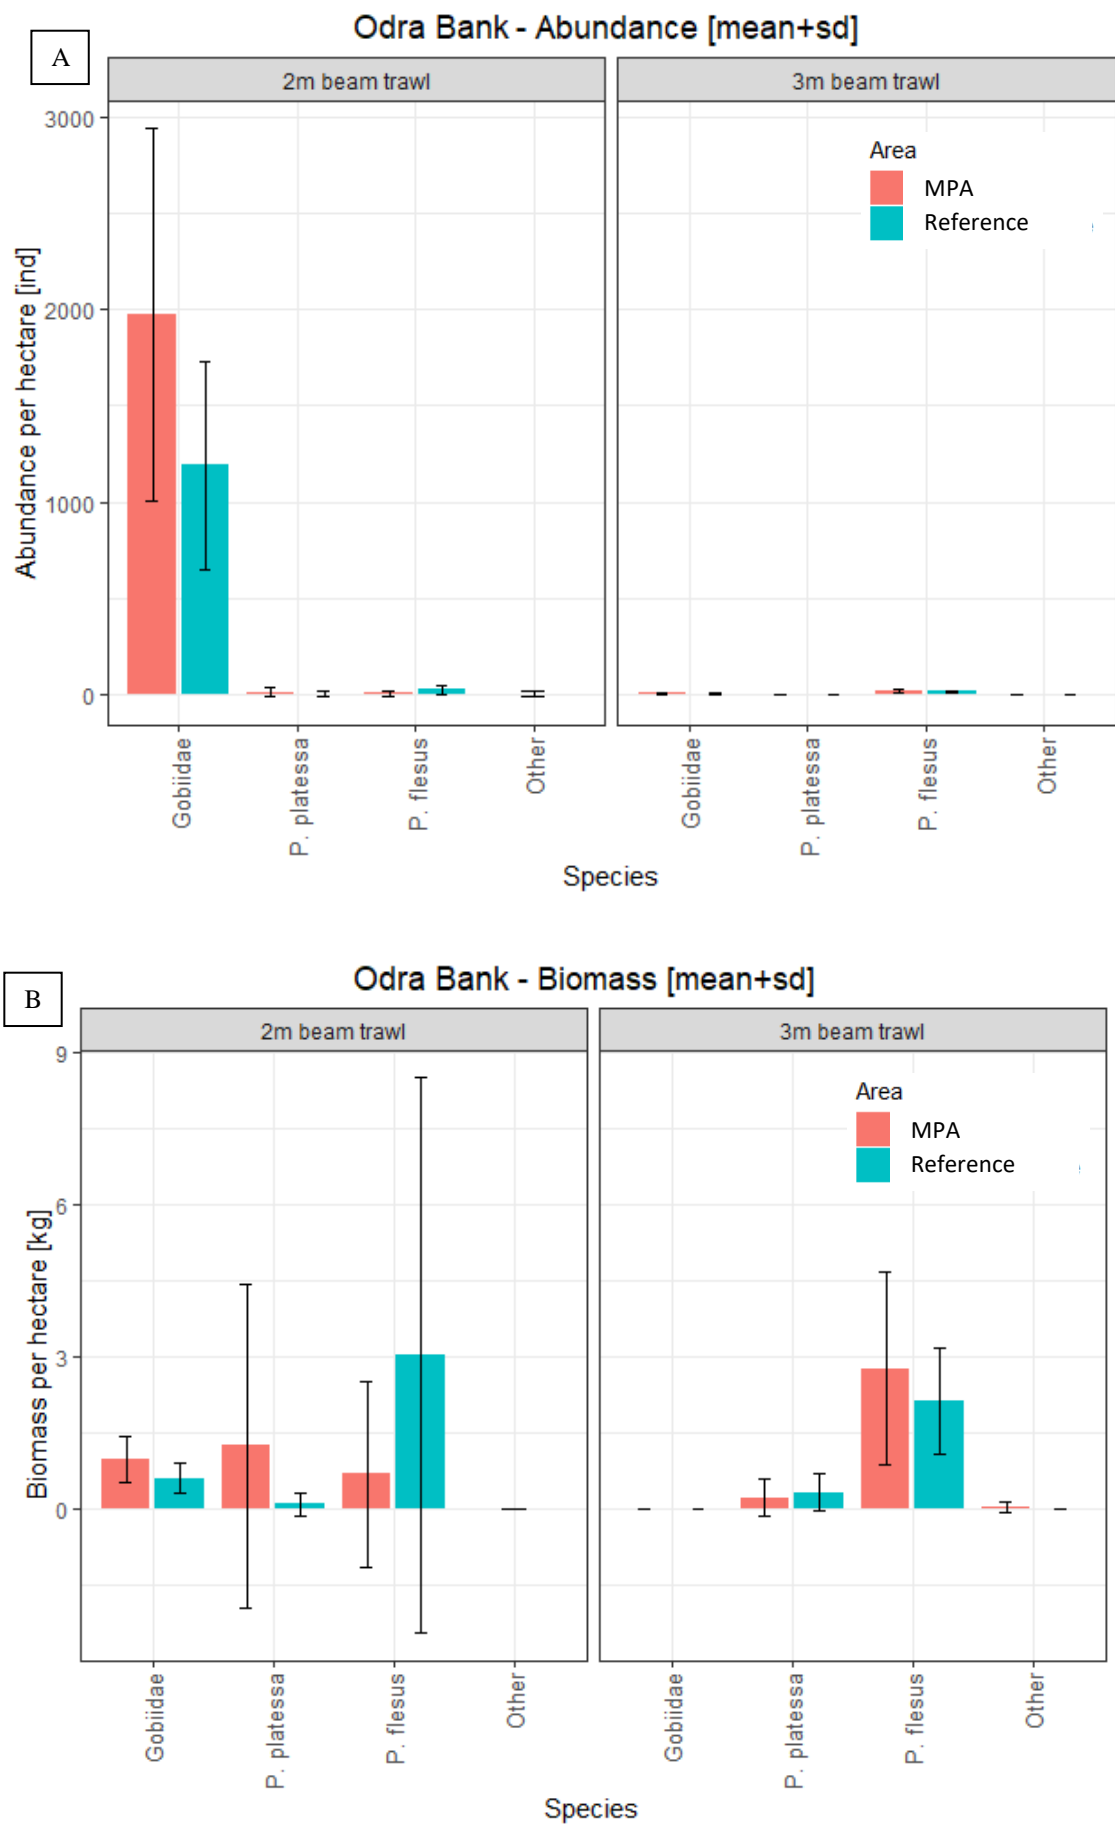 A
Odra Bank - Abundance [mean+sd]
2m beam trawl
3m beam trawl
Area
MPA
Reference
Abundance per hectare [ind]
3000
2000
1000
0
Gobiidae
P. platessa
P. flesus
Other
Gobiidae
P. platessa
P. flesus
Other
Species
B
Odra Bank - Biomass [mean+sd]
2m beam trawl
3m beam trawl
Area
MPA
Reference
Biomass per hectare [kg]
9
6
3
0
Gobiidae
P. platessa
P. flesus
Other
Gobiidae
P. platessa
P. flesus
Other
Species